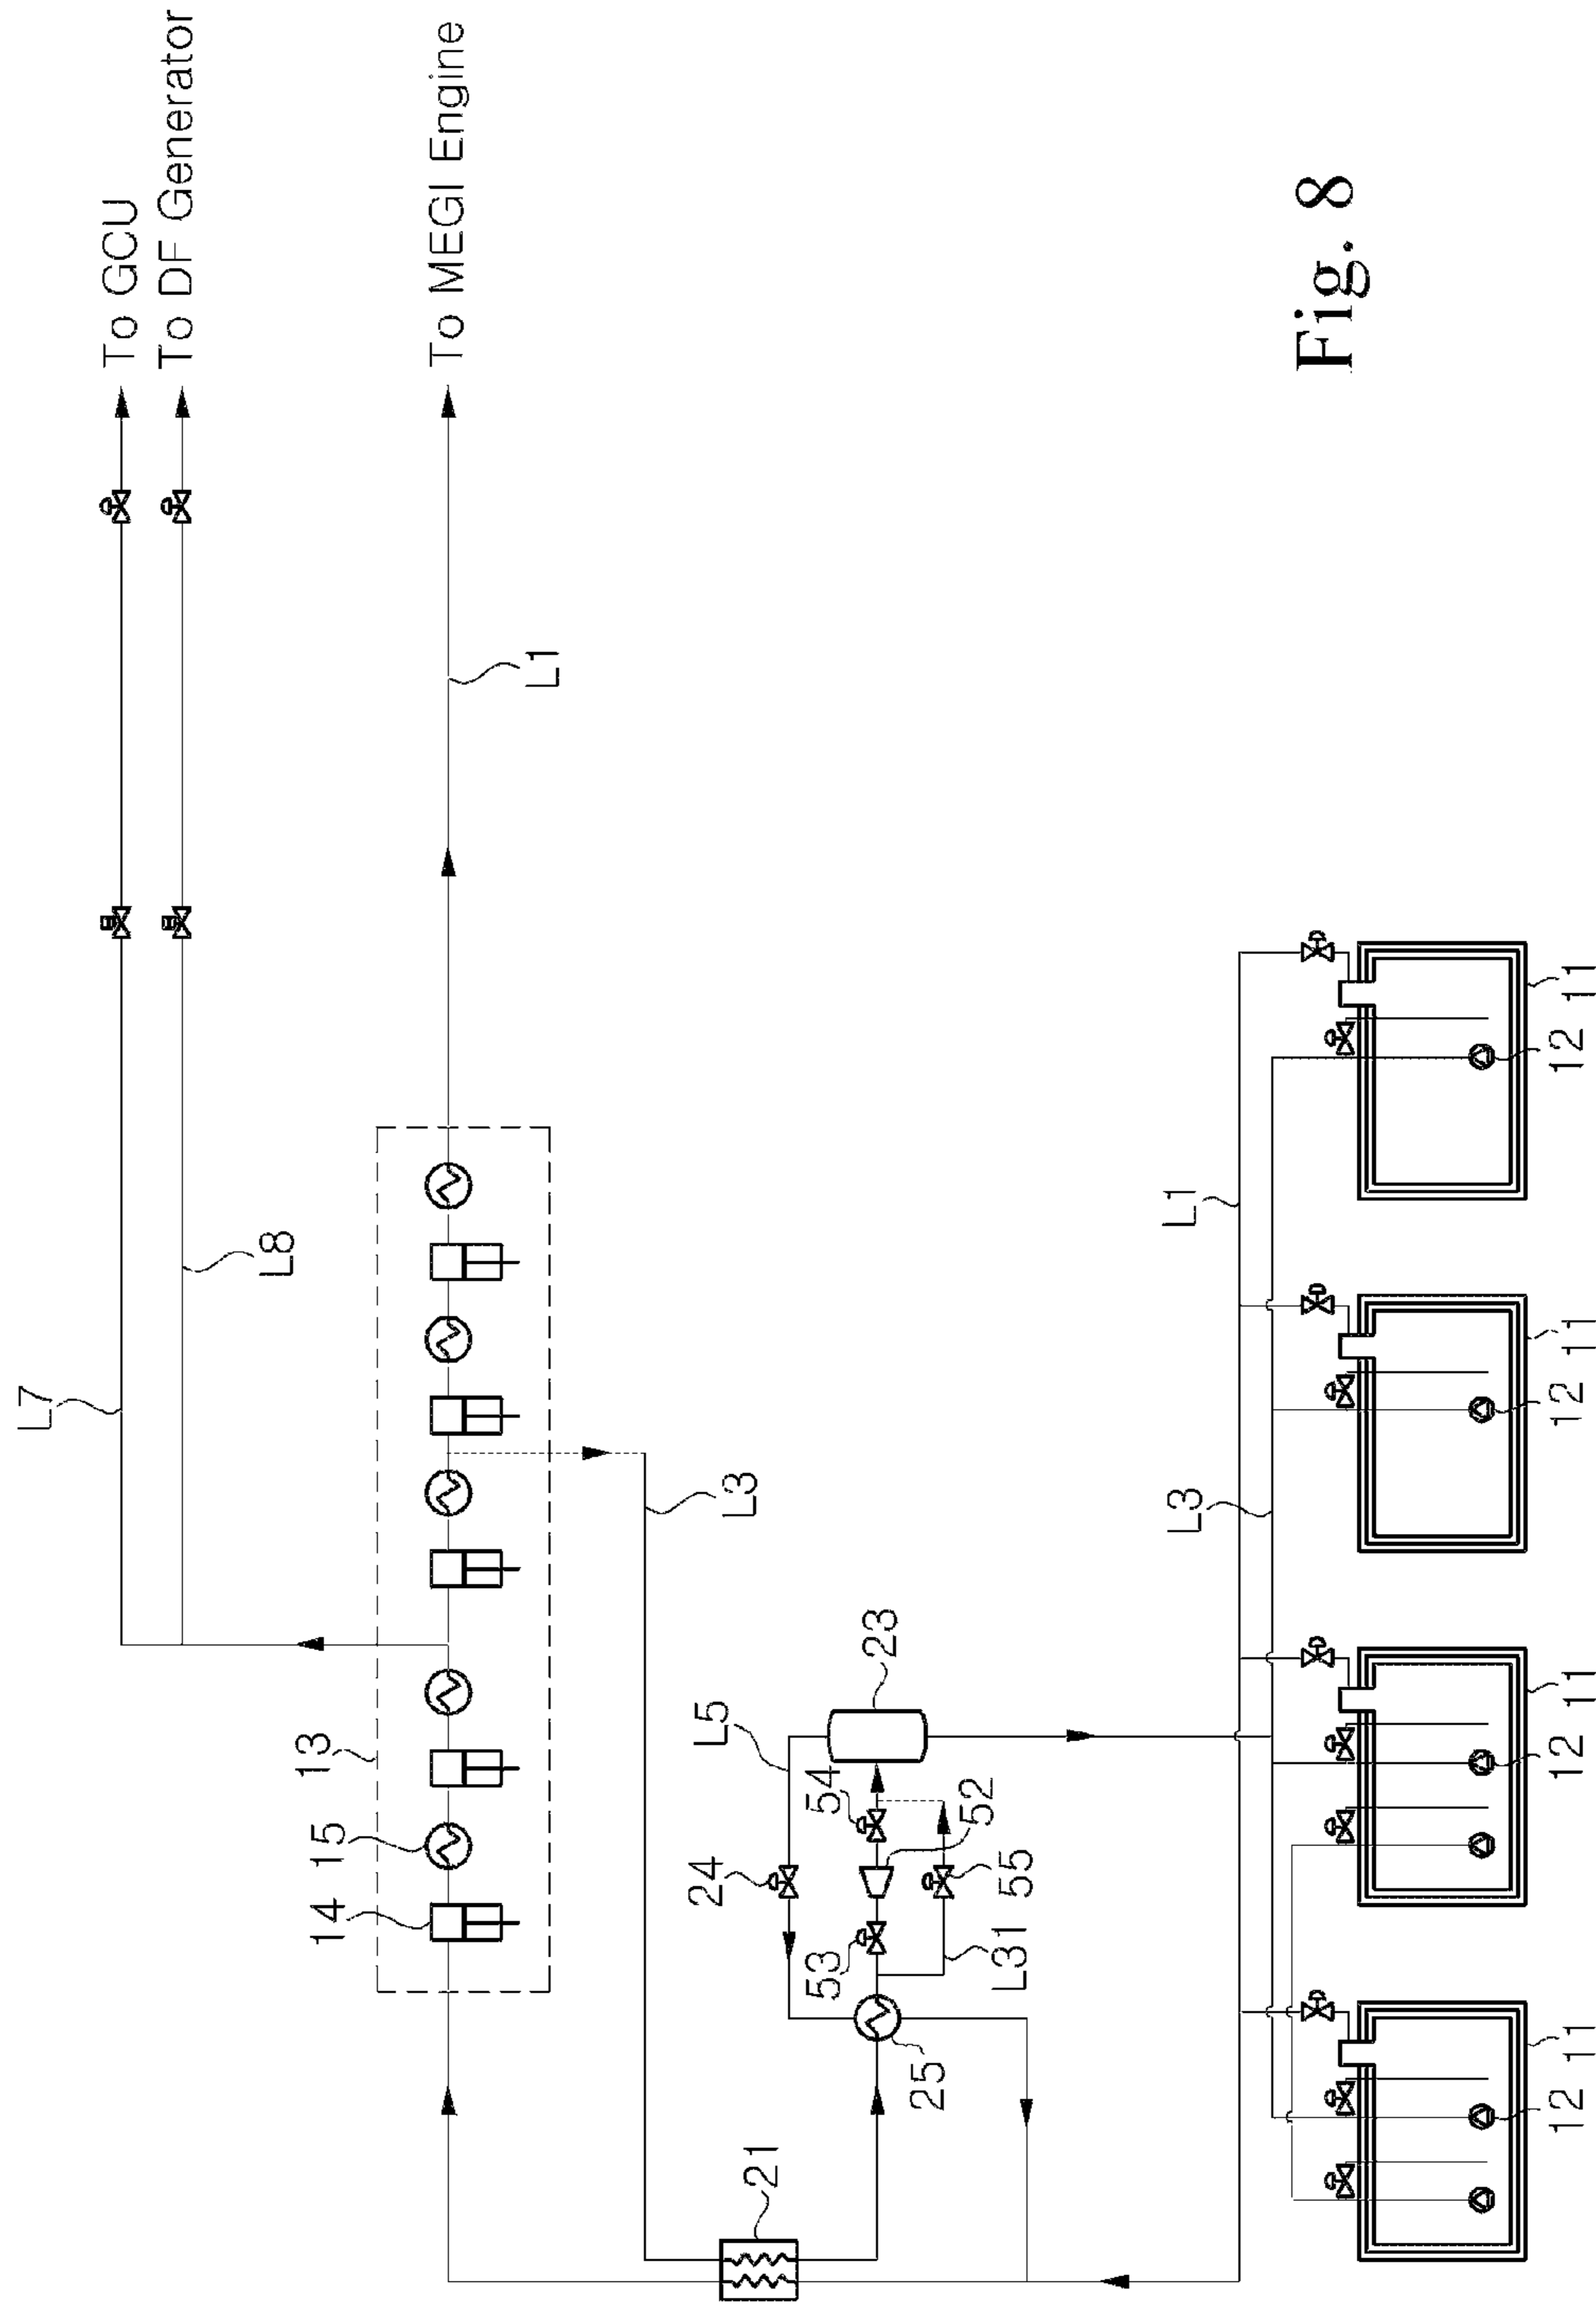 To GCU
To DF Generator
To MEGI Engine
L7
L8
L1
13
15
14
L3
L5
23
24
54
52
53
55
L31
25
21
L1
L3
11
12
11
12
11
12
11
12
Fig. 8